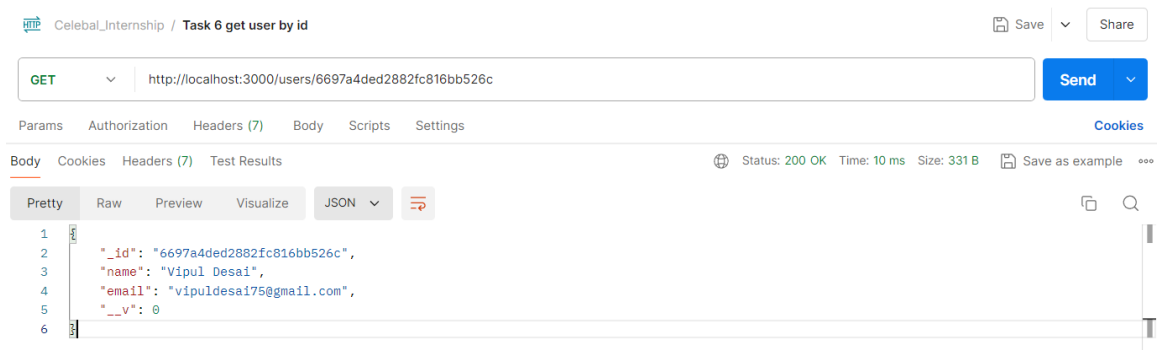 HTTP Celebal_Internship / Task 6 get user by id Save Share
GET http://localhost:3000/users/6697a4ded2882fc816bb526c Send
Params Authorization Headers (7) Body Scripts Settings Cookies
Body Cookies Headers (7) Test Results Status: 200 OK Time: 10 ms Size: 331 B Save as example
Pretty Raw Preview Visualize JSON
1 {
2 "_id": "6697a4ded2882fc816bb526c",
3 "name": "Vipul Desai",
4 "email": "vipuldesai75@gmail.com",
5 "__v": 0
6 }